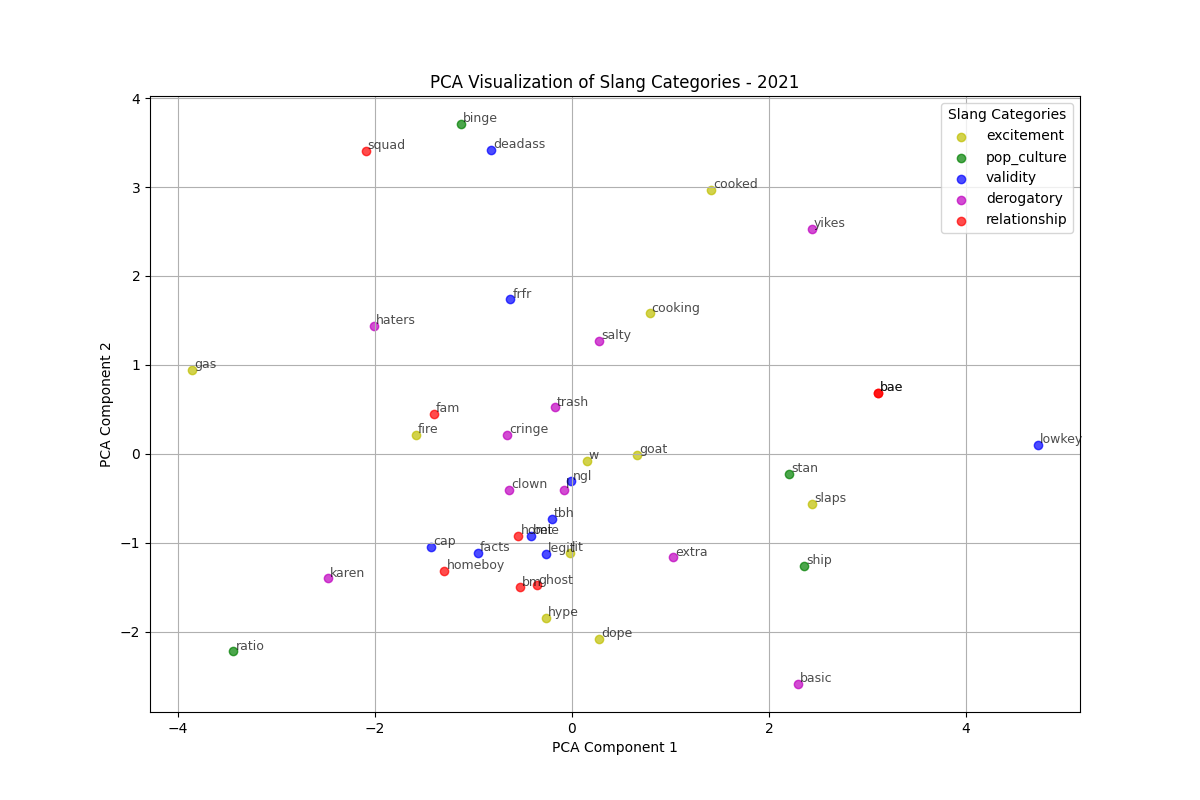 PCA Visualization of Slang Categories - 2021
Slang Categories
excitement
pop_culture
validity
derogatory
relationship
binge
squad
deadass
cooked
yikes
frfr
haters
cooking
salty
gas
bae
fam
trash
fire
cringe
lowkey
w
goat
stan
ngl
clown
slaps
tbh
homie
cap
facts
legit
lit
extra
homeboy
ship
karen
ghost
hype
dope
ratio
basic
4
3
2
1
0
−1
−2
−4
−2
0
2
4
PCA Component 1
PCA Component 2